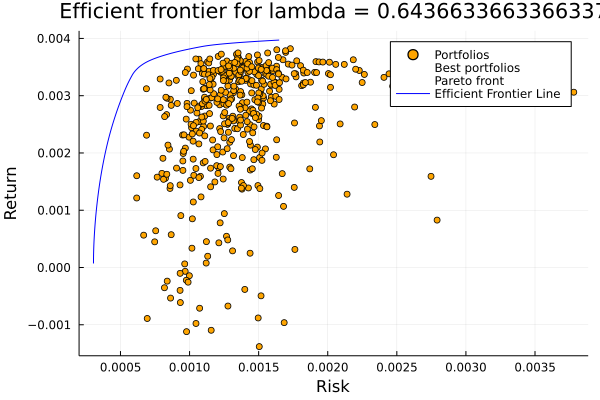 Efficient frontier for lambda = 0.6436633663366337
0.004
0.003
0.002
0.001
0.000
−0.001
Return
Portfolios
Best portfolios
Pareto front
Efficient Frontier Line
0.0005 0.0010 0.0015 0.0020 0.0025 0.0030 0.0035
Risk